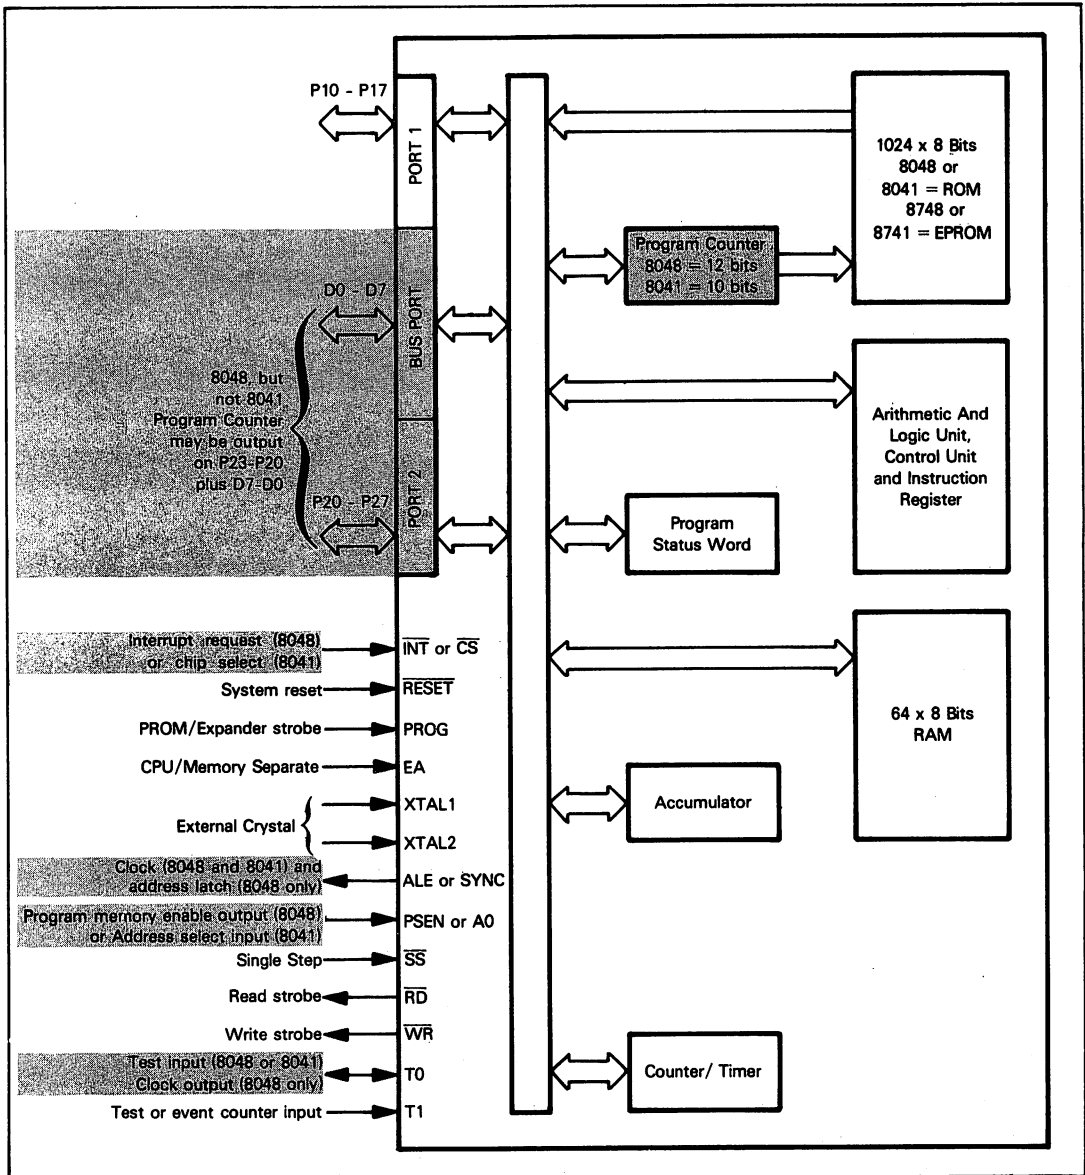 P10 - P17
PORT 1
1024 x 8 Bits
8048 or
8041 = ROM
8748 or
8741 = EPROM
Program Counter
8048 = 12 bits
8041 = 10 bits
D0 - D7
BUS PORT
8048, but
not 8041
Program Counter
may be output
on P23-P20
plus D7-D0
P20 - P27
PORT 2
Arithmetic And
Logic Unit,
Control Unit
and Instruction
Register
Program
Status Word
Interrupt request (8048)
or chip select (8041)
I̅N̅T̅ or C̅S̅
System reset
R̅E̅S̅E̅T̅
PROM/Expander strobe
PROG
CPU/Memory Separate
EA
External Crystal
XTAL1
XTAL2
Clock (8048 and 8041) and
address latch (8048 only)
ALE or SYNC
Program memory enable output (8048)
or Address select input (8041)
PSEN or A0
Single Step
S̅S̅
Read strobe
R̅D̅
Write strobe
W̅R̅
Test input (8048 or 8041)
Clock output (8048 only)
T0
Test or event counter input
T1
64 x 8 Bits
RAM
Accumulator
Counter/ Timer